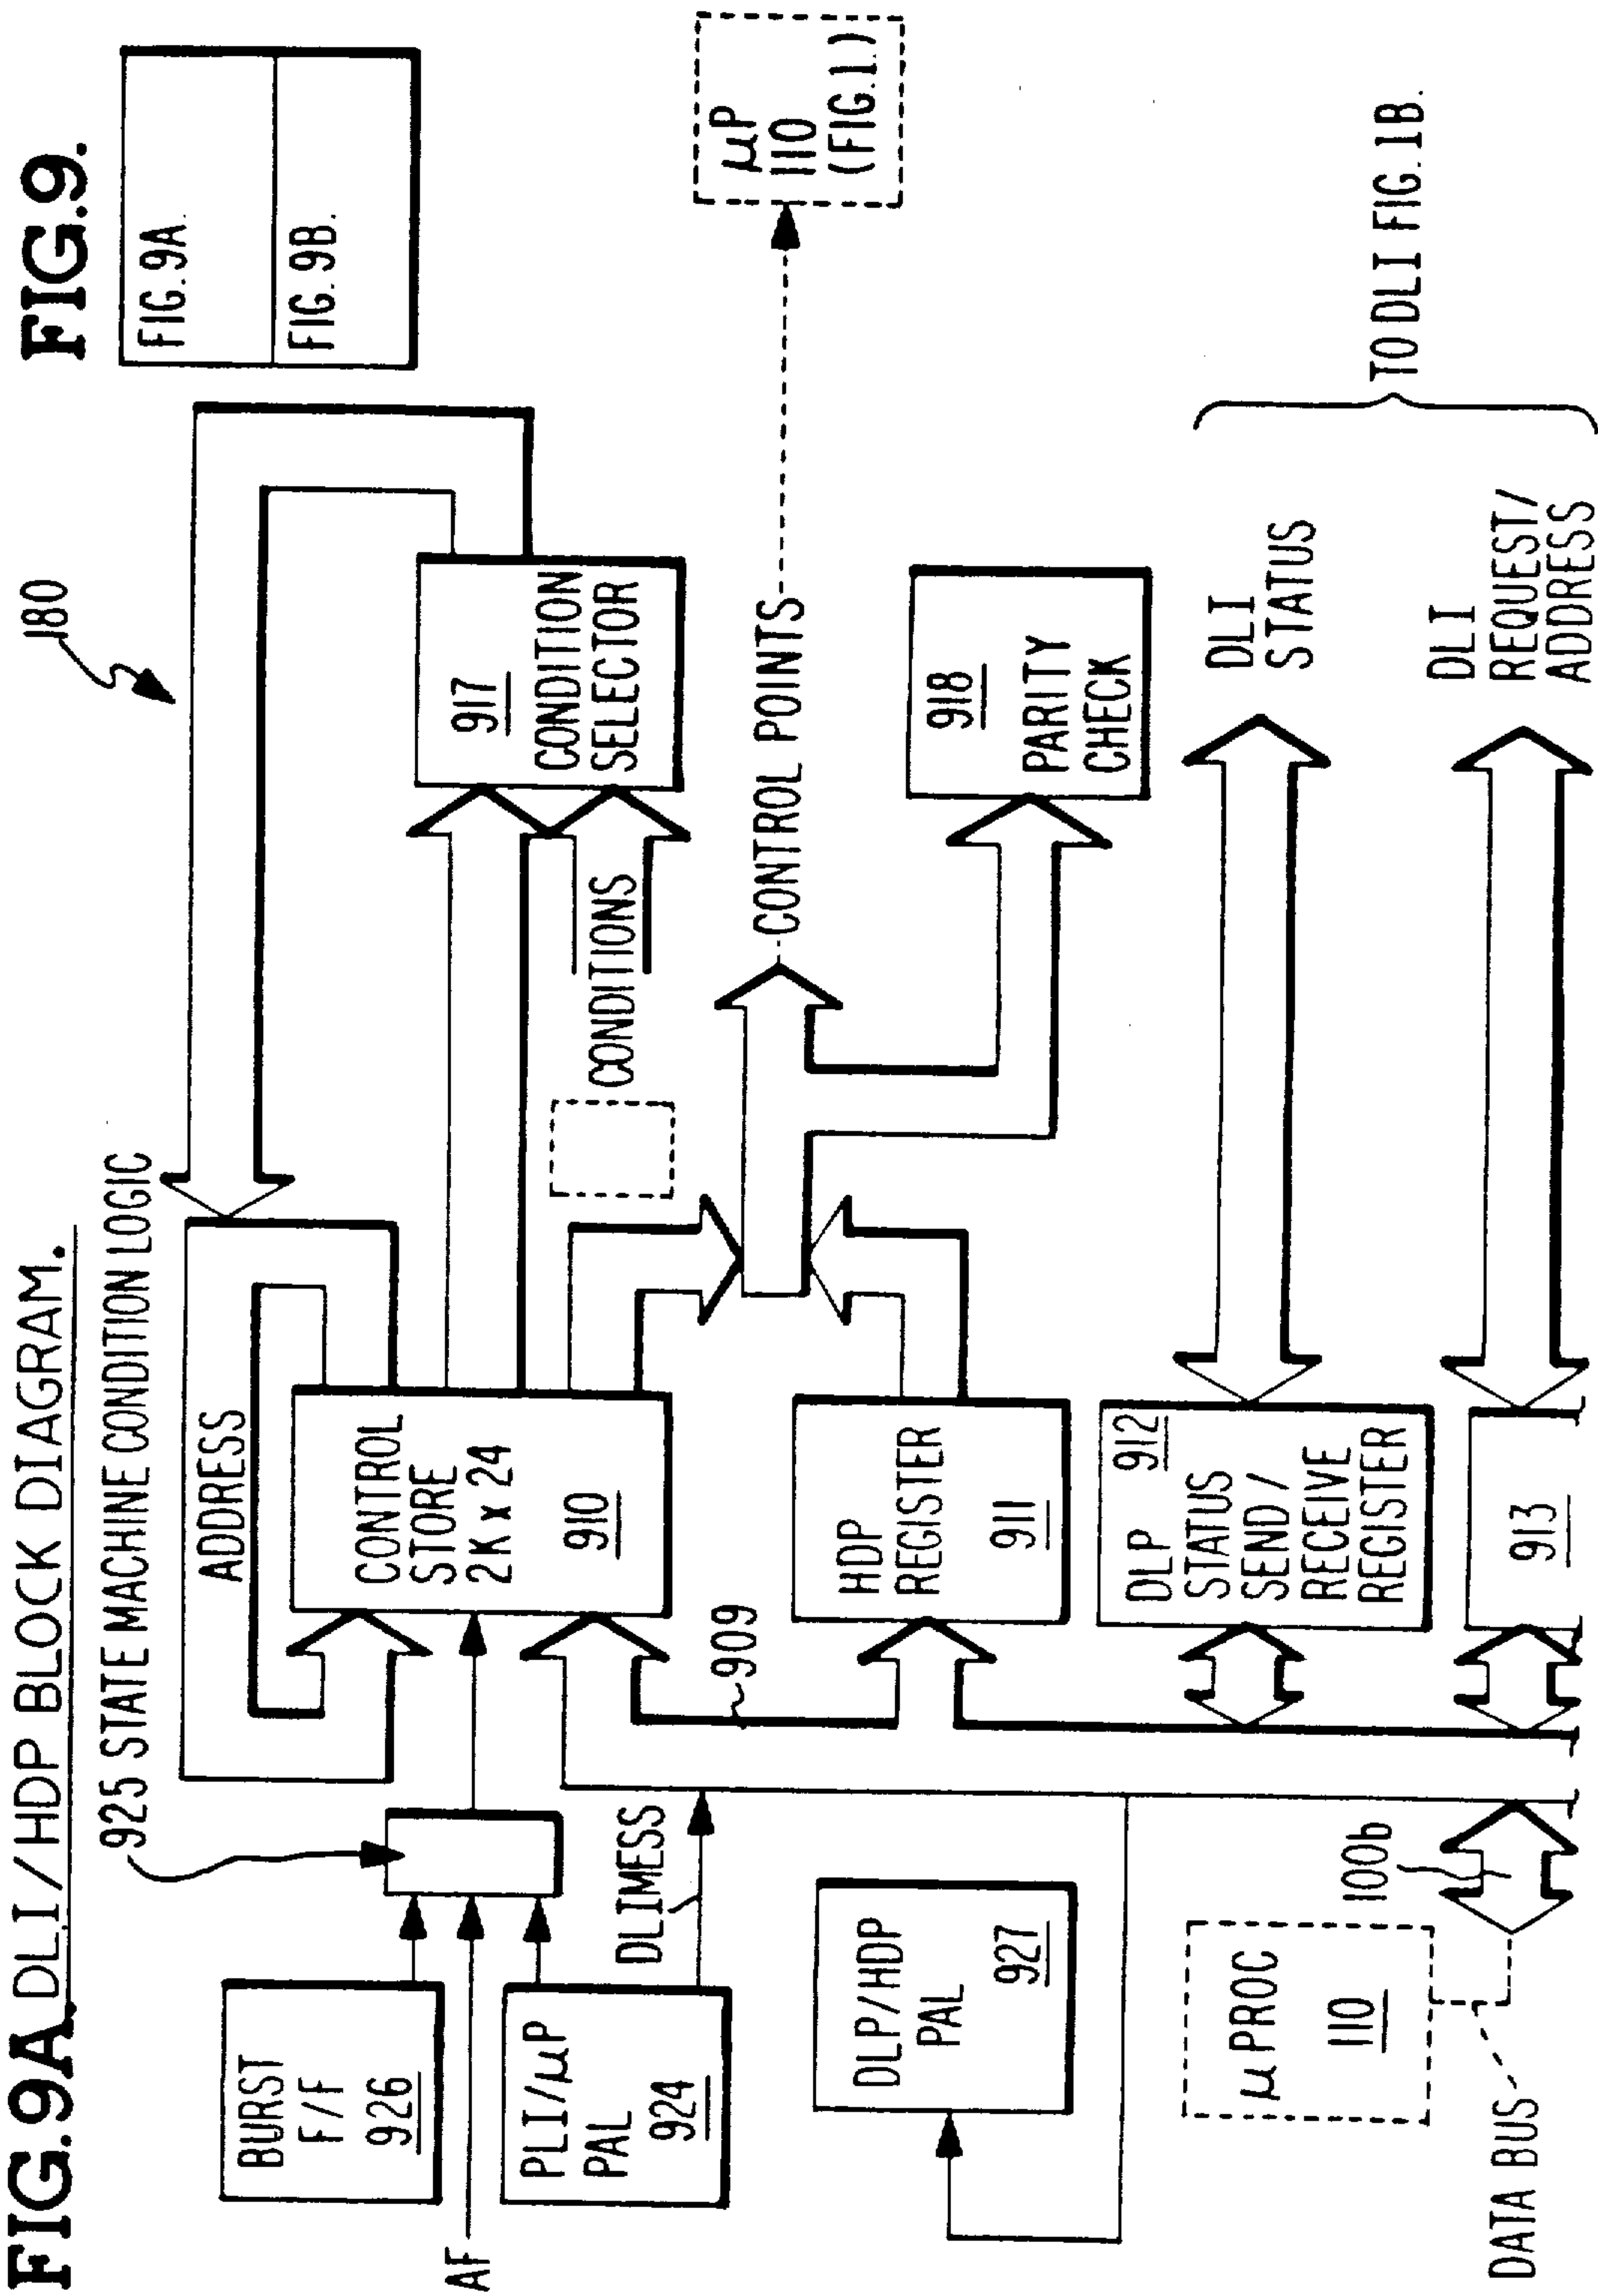 FIG. 9A. DLI/HDP BLOCK DIAGRAM.
FIG. 9.
FIG. 9A.
FIG. 9B.
180
925 STATE MACHINE CONDITION LOGIC
ADDRESS
BURST
F/F
926
AF
PLI/μP
PAL
924
DLIMESS
CONTROL
STORE
2K x 24
910
917
CONDITION
SELECTOR
CONDITIONS
CONTROL POINTS
μP
110
(FIG.1.)
909
HDP
REGISTER
911
918
PARITY
CHECK
DLP/HDP
PAL
927
DLP 912
STATUS
SEND/
RECEIVE
REGISTER
DLI
STATUS
TO DLI FIG. 1B.
μPROC
110
100b
913
DLI
REQUEST/
ADDRESS
DATA BUS